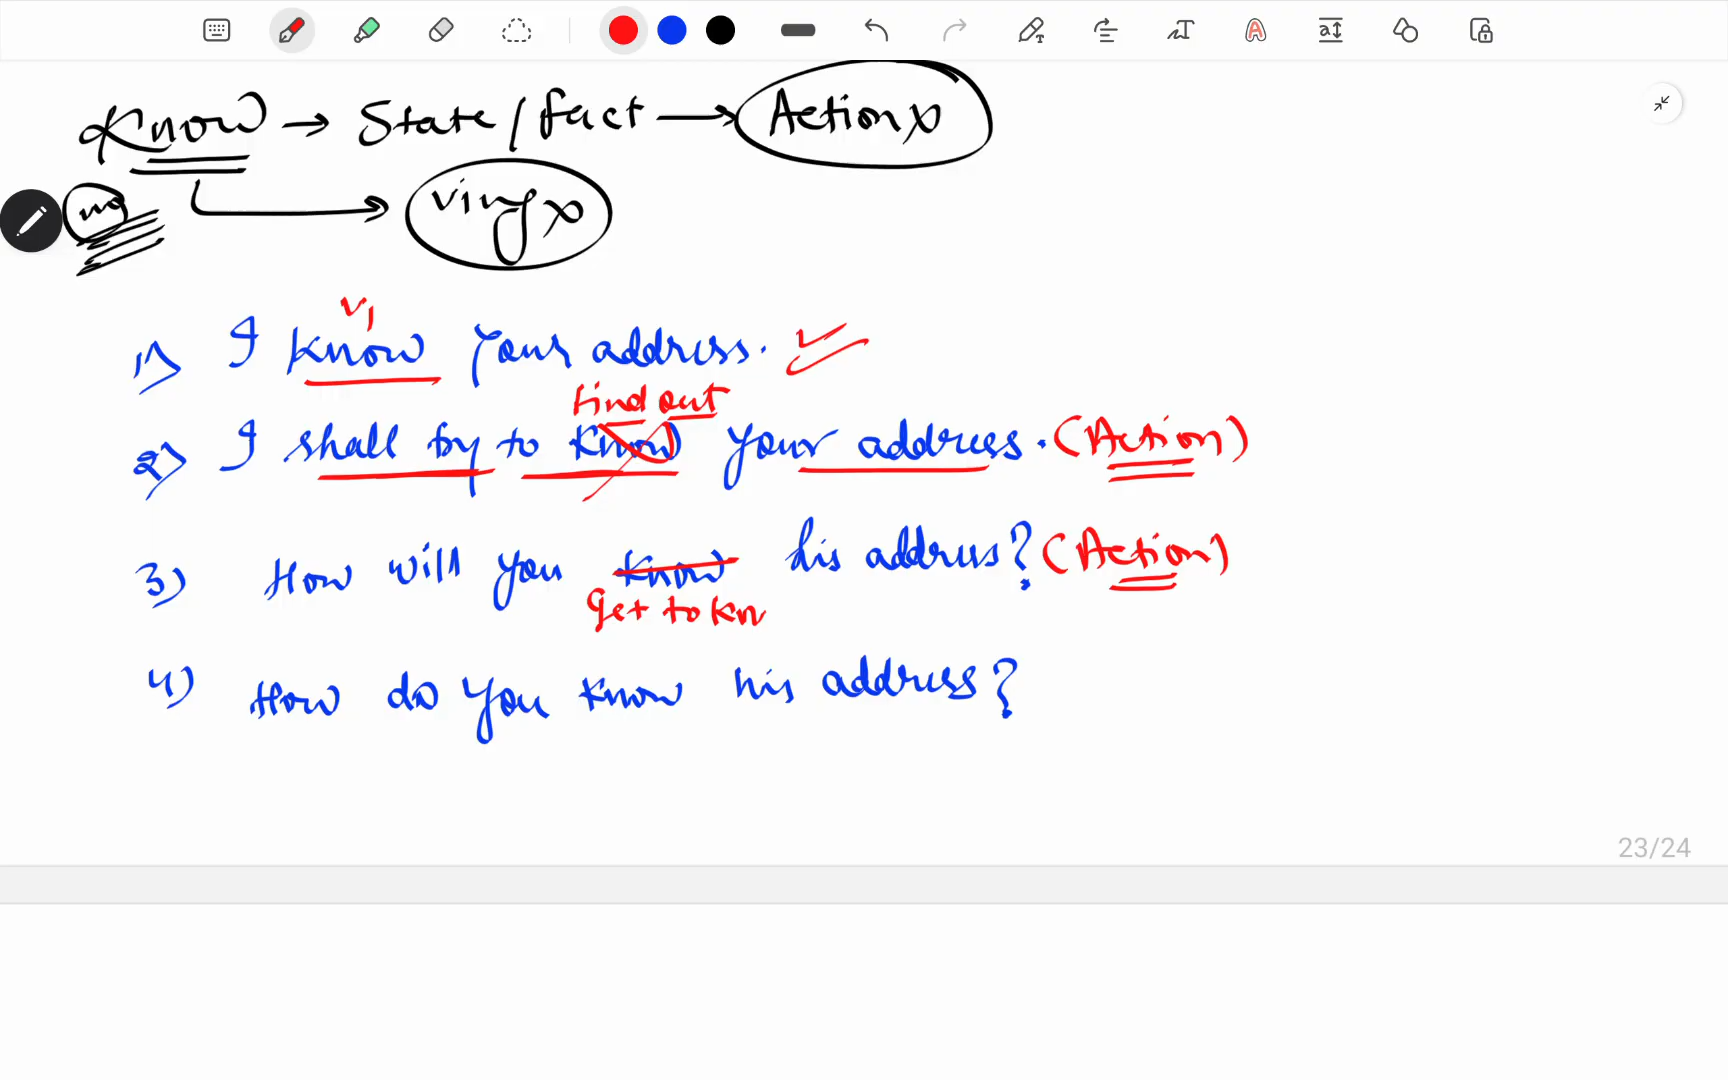 Know → State / fact → Action x
Ving x
V1
1) I know your address. ✓
find out
2) I shall try to know your address. (Action)
3) How will you know his address? (Action)
get to kn
4) How do you know his address?
23/24